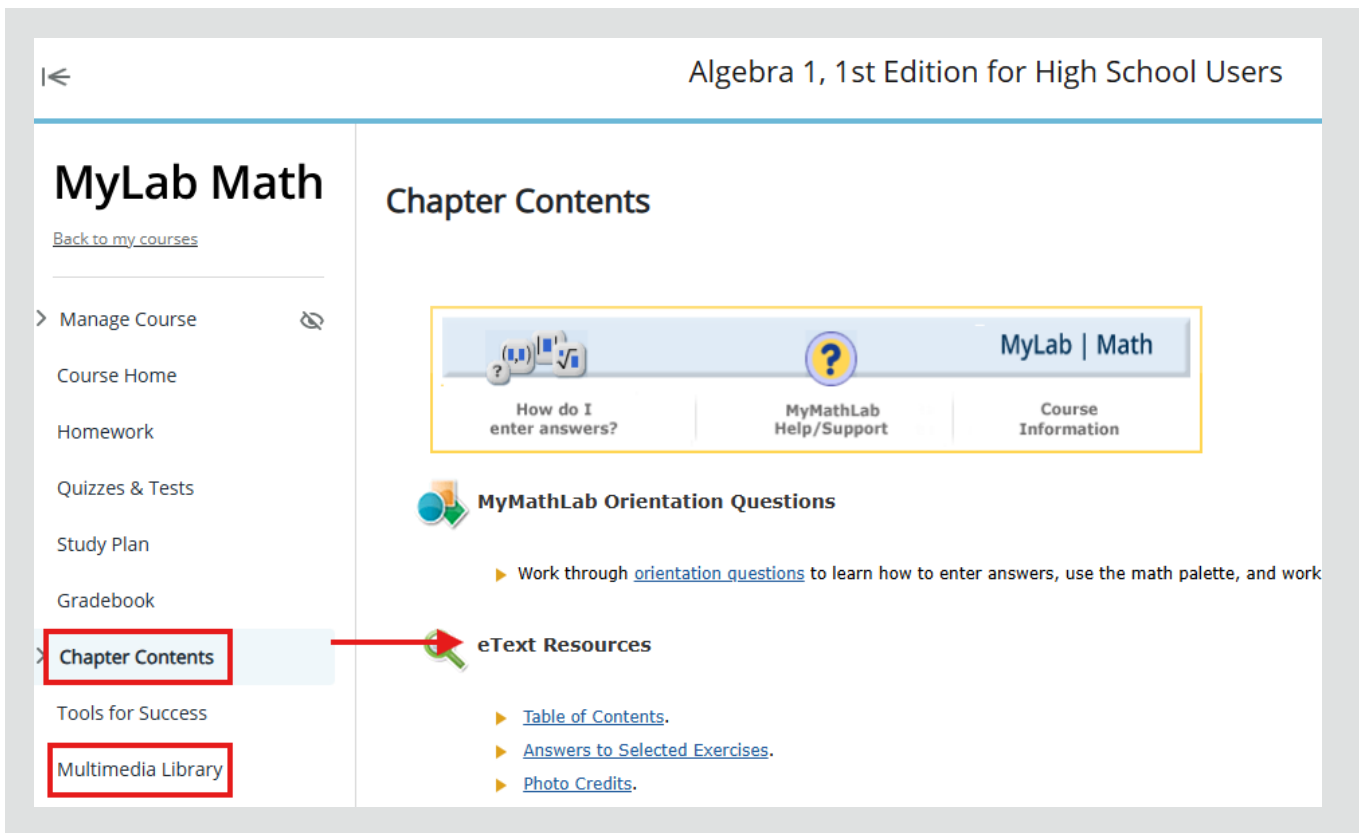 Algebra 1, 1st Edition for High School Users
MyLab Math
Back to my courses
Manage Course
Course Home
Homework
Quizzes & Tests
Study Plan
Gradebook
Chapter Contents
Tools for Success
Multimedia Library
Chapter Contents
MyLab | Math
How do I
enter answers?
MyMathLab
Help/Support
Course
Information
MyMathLab Orientation Questions
Work through orientation questions to learn how to enter answers, use the math palette, and work
eText Resources
Table of Contents.
Answers to Selected Exercises.
Photo Credits.